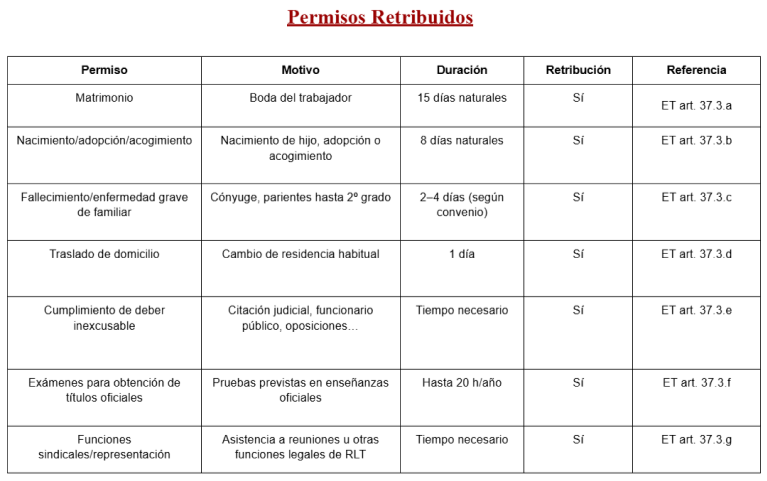 Permisos Retribuidos
Permiso Motivo Duración Retribución Referencia
Matrimonio Boda del trabajador 15 días naturales Sí ET art. 37.3.a
Nacimiento/adopción/acogimiento Nacimiento de hijo, adopción o 8 días naturales Sí ET art. 37.3.b
acogimiento
Fallecimiento/enfermedad grave Cónyuge, parientes hasta 2º grado 2–4 días (según Sí ET art. 37.3.c
de familiar convenio)
Traslado de domicilio Cambio de residencia habitual 1 día Sí ET art. 37.3.d
Cumplimiento de deber Citación judicial, funcionario Tiempo necesario Sí ET art. 37.3.e
inexcusable público, oposiciones…
Exámenes para obtención de Pruebas previstas en enseñanzas Hasta 20 h/año Sí ET art. 37.3.f
títulos oficiales oficiales
Funciones Asistencia a reuniones u otras Tiempo necesario Sí ET art. 37.3.g
sindicales/representación funciones legales de RLT